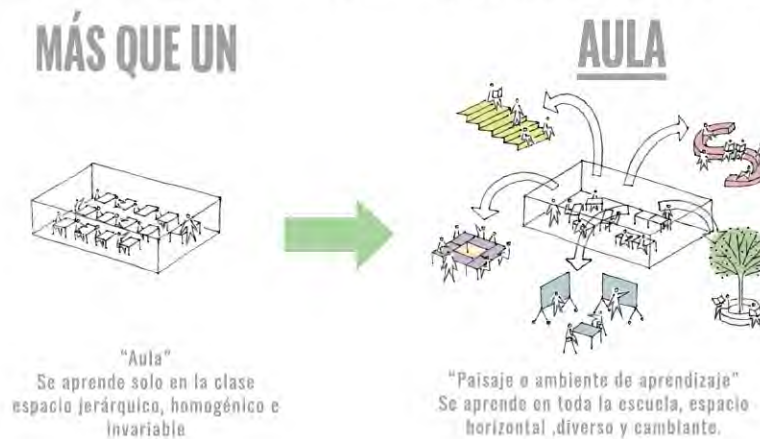 MÁS QUE UN
AULA
"Aula"
Se aprende solo en la clase
espacio jerárquico, homogénico e
invariable
"Paisaje o ambiente de aprendizaje"
Se aprende en toda la escuela, espacio
horizontal ,diverso y cambiante.